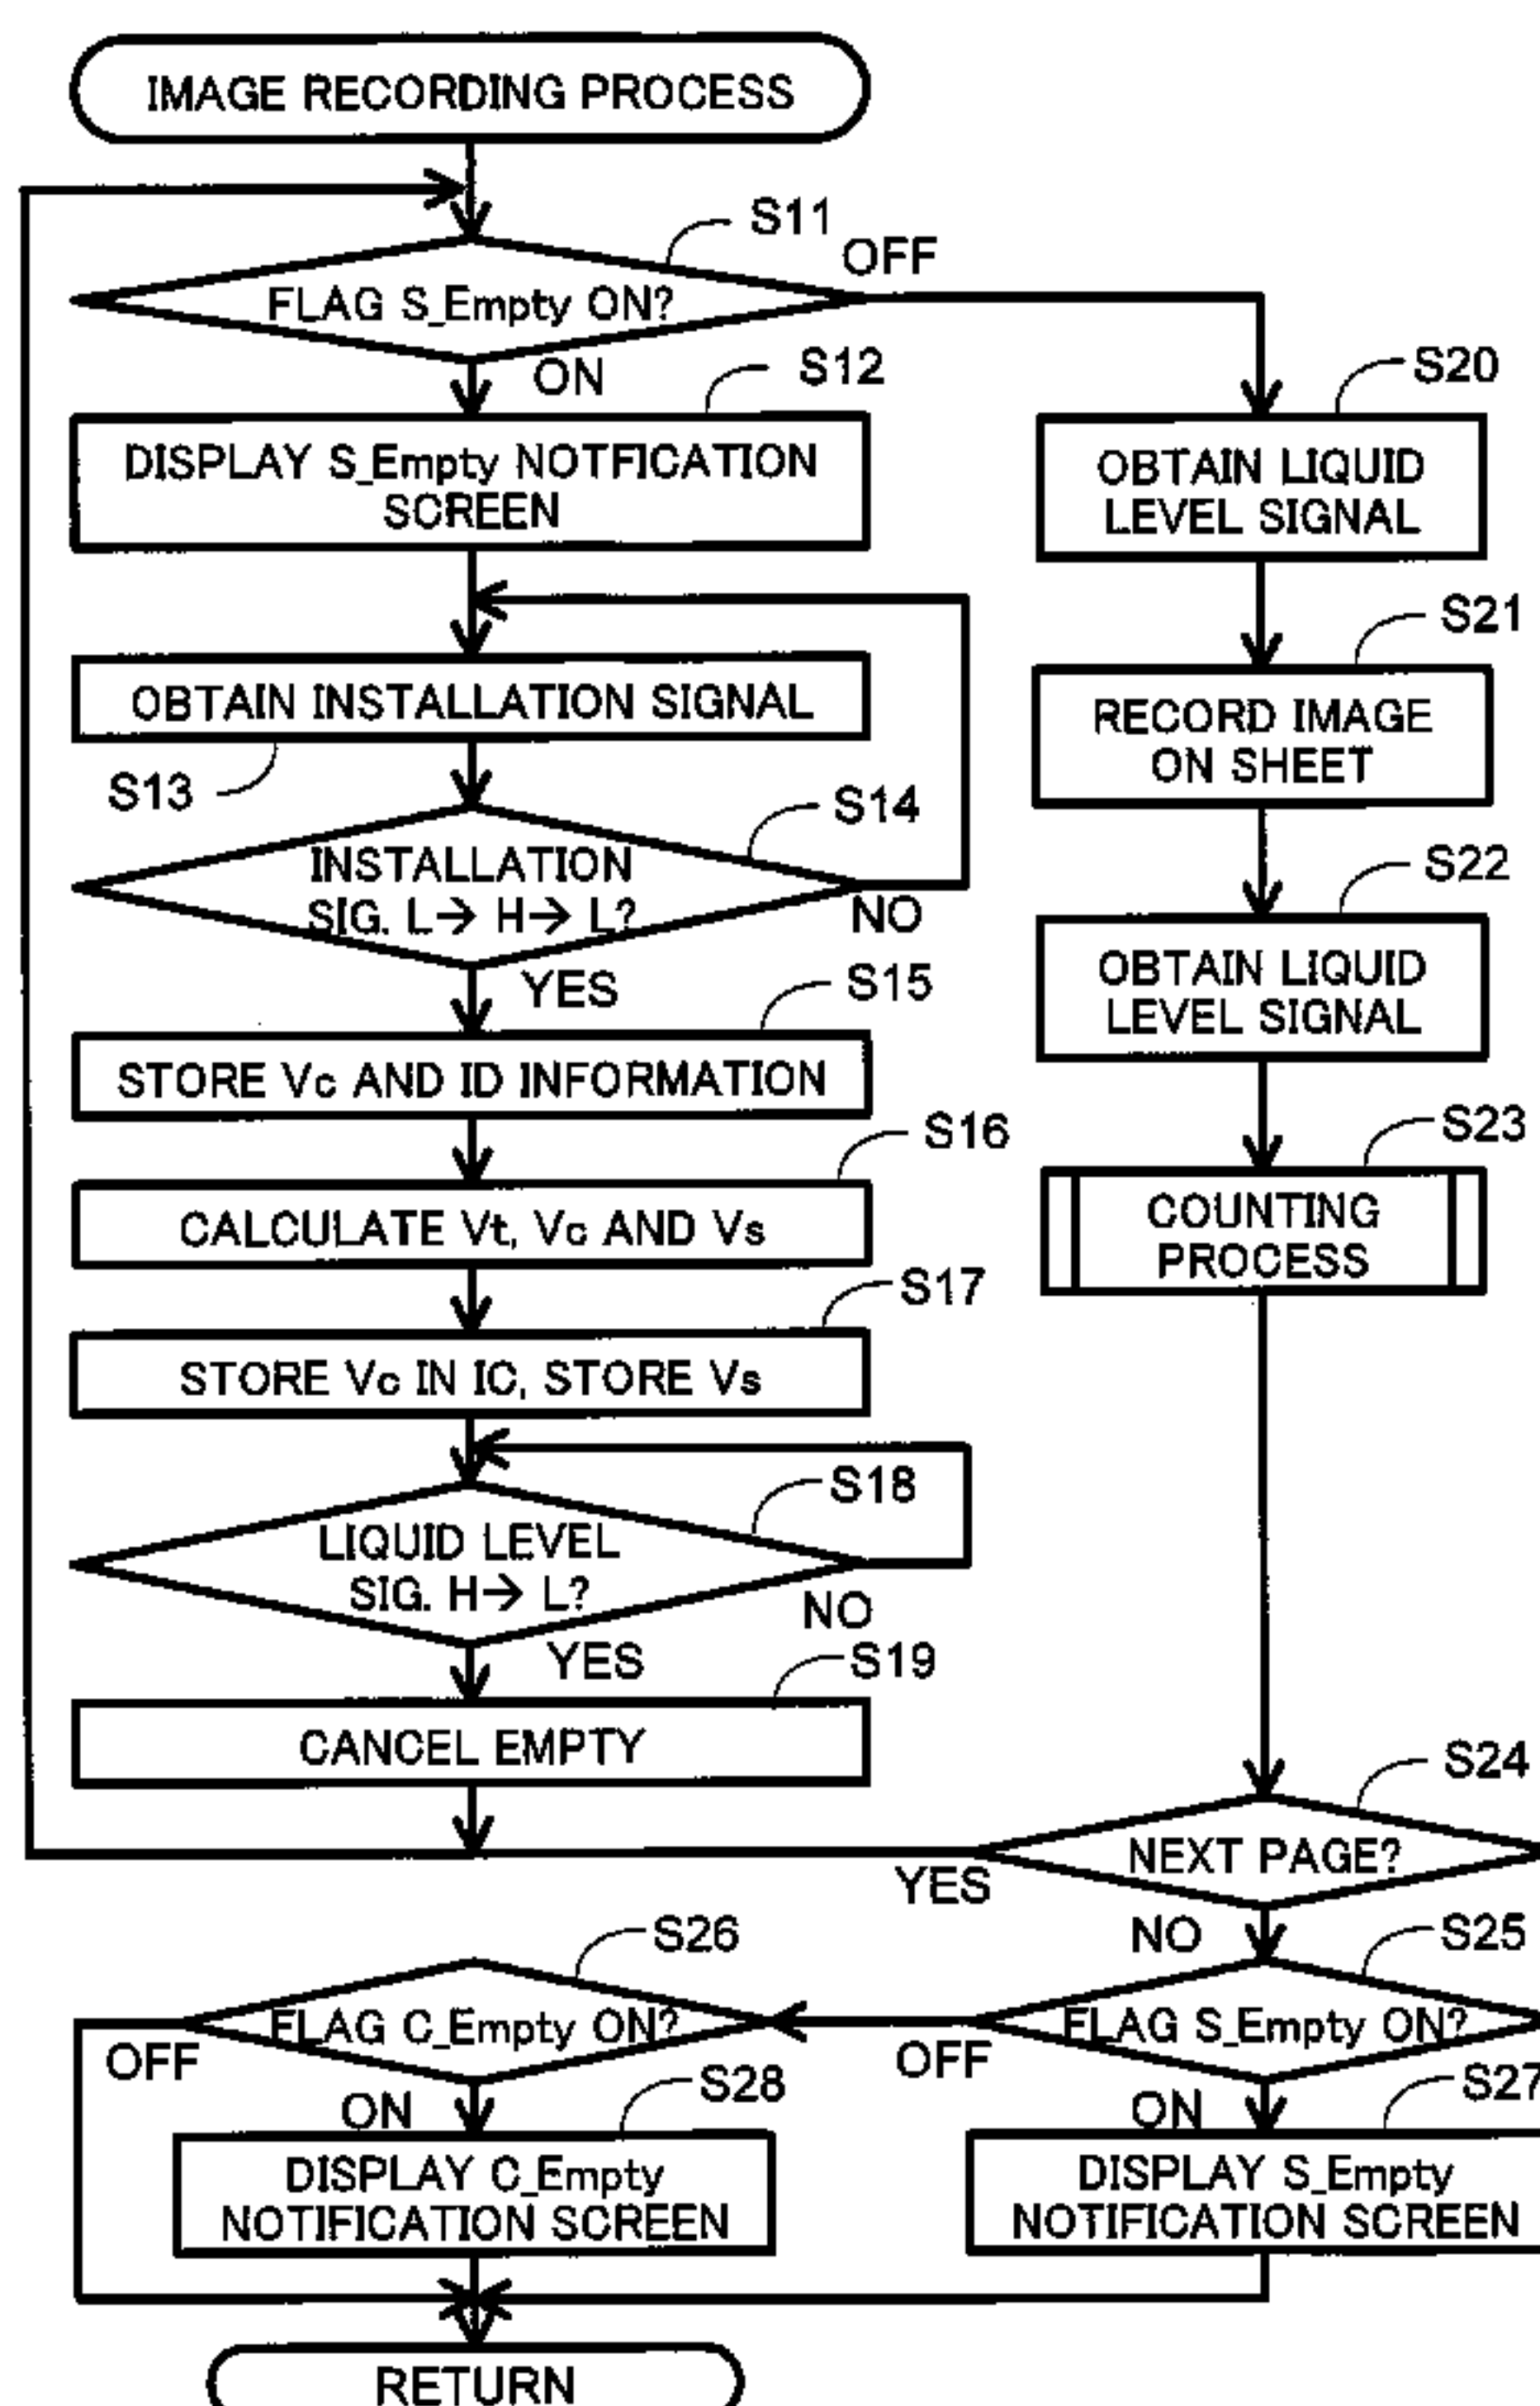 IMAGE RECORDING PROCESS
S11
OFF
FLAG S_Empty ON?
ON
S12
DISPLAY S_Empty NOTFICATION
SCREEN
OBTAIN INSTALLATION SIGNAL
S13
S14
INSTALLATION
SIG. L→ H→ L?
NO
YES
S15
STORE Vc AND ID INFORMATION
S16
CALCULATE Vt, Vc AND Vs
S17
STORE Vc IN IC, STORE Vs
S18
LIQUID LEVEL
SIG. H→ L?
NO
YES
S19
CANCEL EMPTY
S20
OBTAIN LIQUID
LEVEL SIGNAL
S21
RECORD IMAGE
ON SHEET
S22
OBTAIN LIQUID
LEVEL SIGNAL
S23
COUNTING
PROCESS
S24
NEXT PAGE?
YES
NO
S25
FLAG S_Empty ON?
OFF
ON
S26
FLAG C_Empty ON?
OFF
ON
S28
DISPLAY C_Empty
NOTIFICATION SCREEN
S27
DISPLAY S_Empty
NOTIFICATION SCREEN
RETURN